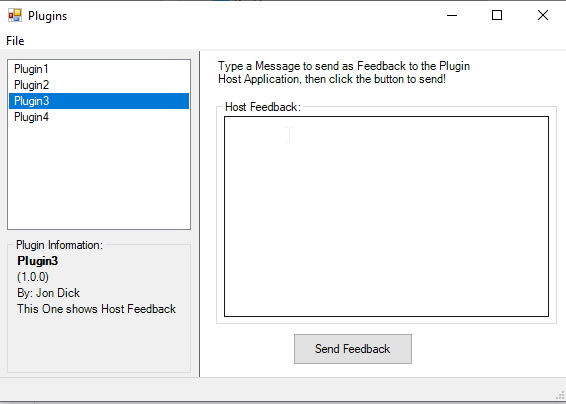 Plugins
File
Plugin1
Plugin2
Plugin3
Plugin4
Plugin Information:
Plugin3
(1.0.0)
By: Jon Dick
This One shows Host Feedback
Type a Message to send as Feedback to the Plugin
Host Application, then click the button to send!
Host Feedback:
Send Feedback